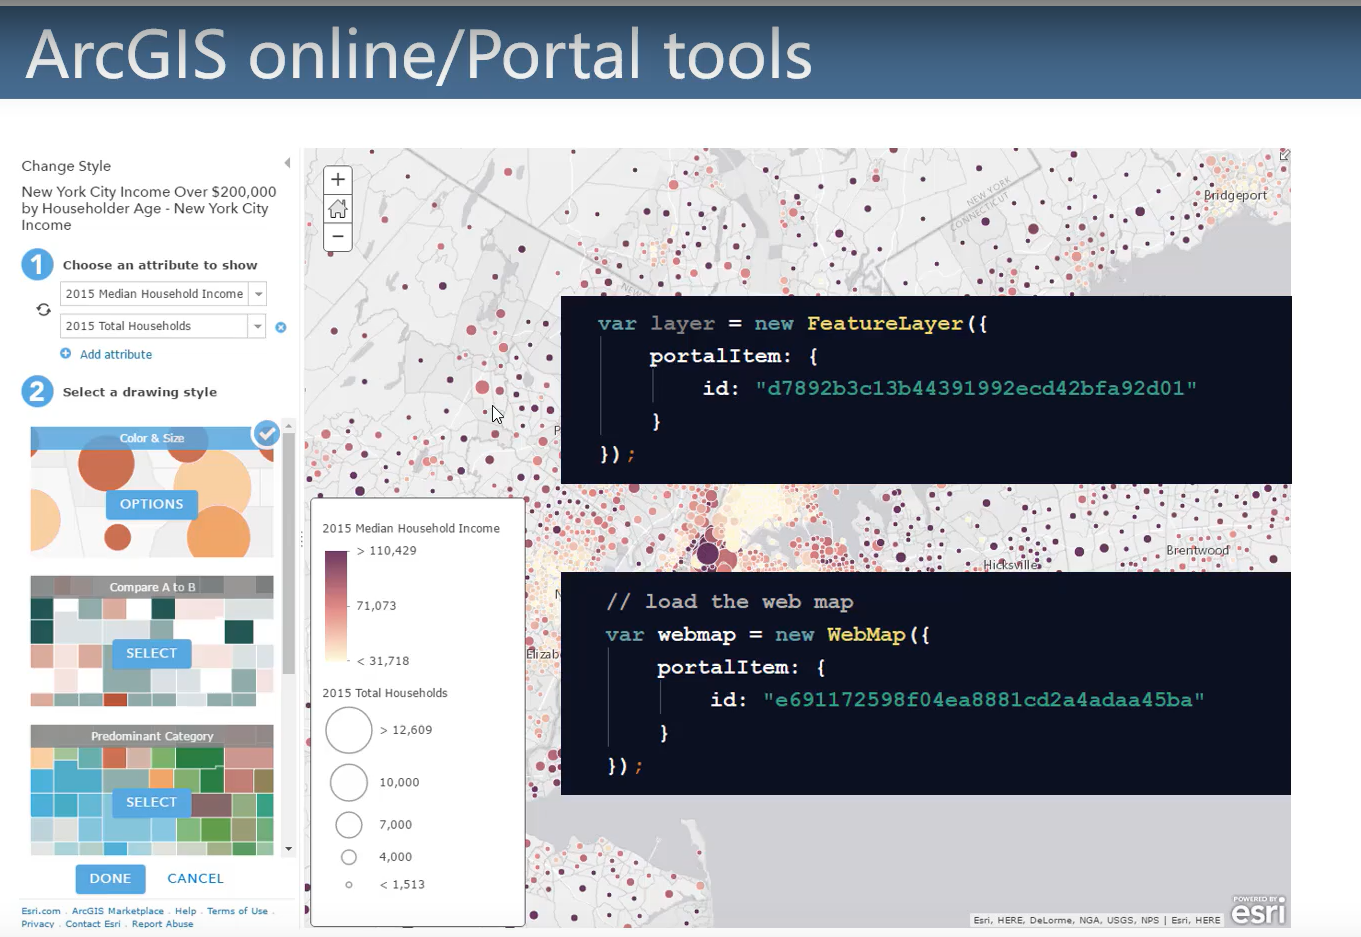 ArcGIS online/Portal tools
Change Style
New York City Income Over $200,000
by Householder Age - New York City
Income
1 Choose an attribute to show
2015 Median Household Income
2015 Total Households
Add attribute
2 Select a drawing style
Color & Size
OPTIONS
Compare A to B
SELECT
Predominant Category
SELECT
DONE CANCEL
Esri.com . ArcGIS Marketplace . Help . Terms of Use .
Privacy . Contact Esri . Report Abuse
+
−
NEW YORK
CONNECTICUT
Bridgeport
var layer = new FeatureLayer({
portalItem: {
id: "d7892b3c13b44391992ecd42bfa92d01"
}
});
Brentwood
Hicksville
// load the web map
var webmap = new WebMap({
portalItem: {
id: "e691172598f04ea8881cd2a4adaa45ba"
}
});
2015 Median Household Income
> 110,429
71,073
< 31,718
2015 Total Households
> 12,609
10,000
7,000
4,000
< 1,513
POWERED BY
esri
Esri, HERE, DeLorme, NGA, USGS, NPS | Esri, HERE